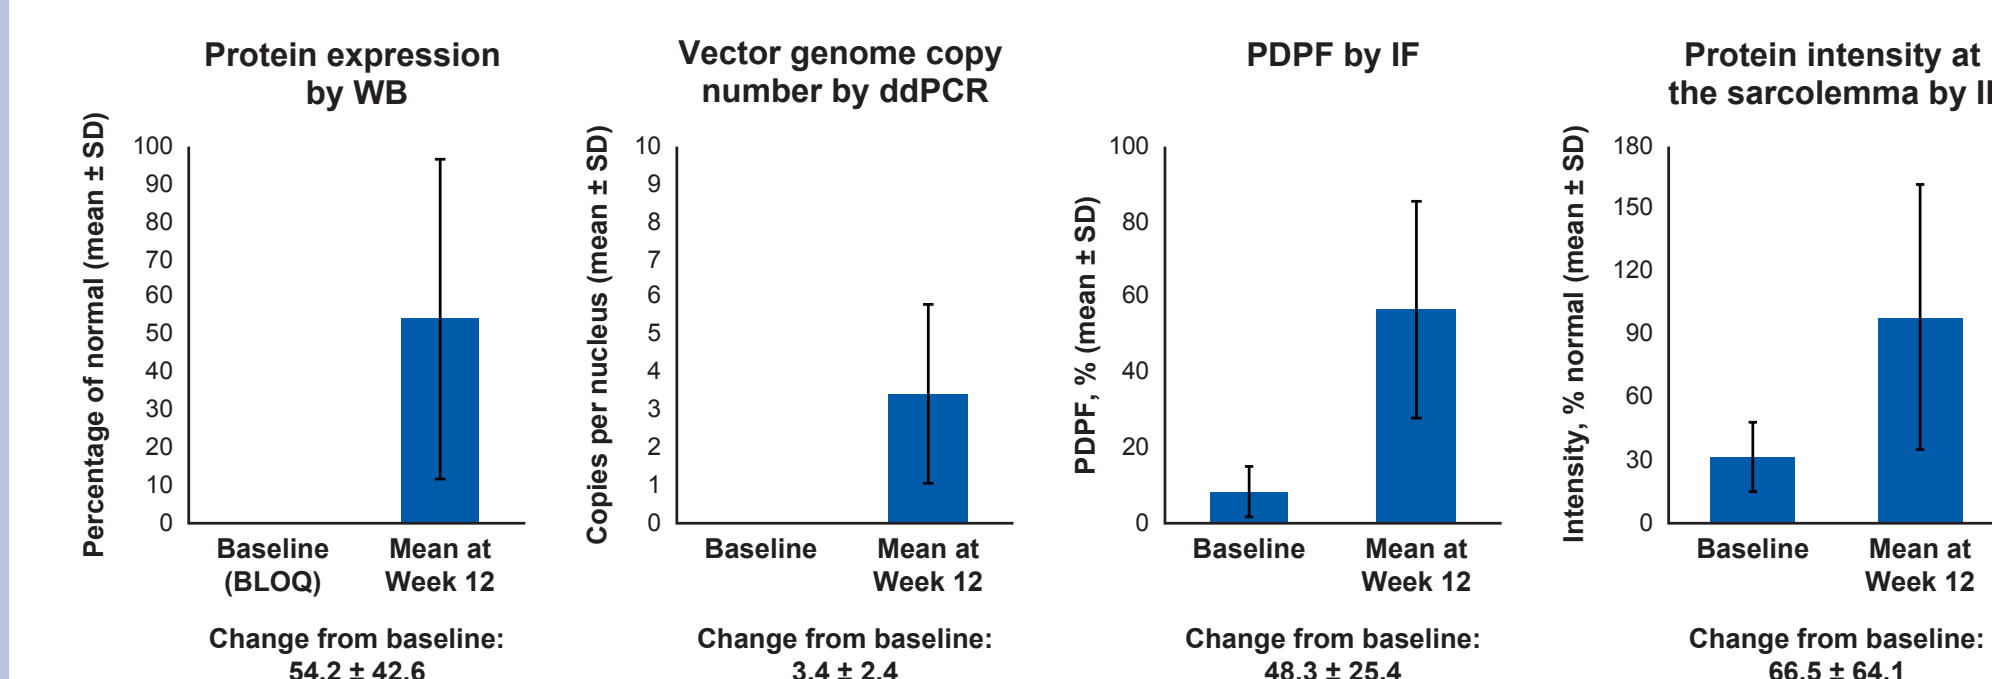 Protein expression
by WB
Percentage of normal (mean ± SD)
100
90
80
70
60
50
40
30
20
10
0
Baseline
(BLOQ)
Mean at
Week 12
Change from baseline:
54.2 ± 42.6
Vector genome copy
number by ddPCR
Copies per nucleus (mean ± SD)
10
9
8
7
6
5
4
3
2
1
0
Baseline
Mean at
Week 12
Change from baseline:
3.4 ± 2.4
PDPF by IF
PDPF, % (mean ± SD)
100
80
60
40
20
0
Baseline
Mean at
Week 12
Change from baseline:
48.3 ± 25.4
Protein intensity at
the sarcolemma by
Intensity, % normal (mean ± SD)
180
150
120
90
60
30
0
Baseline
Mean at
Week 12
Change from baseline:
66.5 ± 64.1